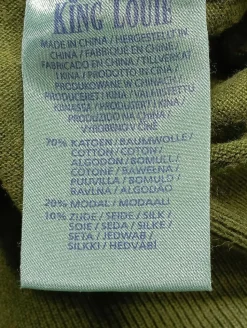 KING LOUIE
MADE IN CHINA / HERGESTELLT IN
CHINA / FABRIQUÉ EN CHINE /
FABRICADO EN CHINA / TILLVERKAT
I KINA / PRODOTTO IN CINA /
PRODUKOWANE W CHINACH /
PRODUCERET I KINA / VALMISTETTU
KIINASSA / PRODUSERT I KINA /
PRODUZIDO NA CHINA /
VYROBENO V ČÍNĚ
70% KATOEN / BAUMWOLLE /
COTTON / COTON /
ALGODÓN / BOMULL /
COTONE / BAWEŁNA /
PUUVILLA / BOMULD /
BAVLNA / ALGODÃO
20% MODAL / MODAALI
10% ZIJDE / SEIDE / SILK /
SOIE / SEDA / SILKE /
SETA / JEDWAB /
SILKKI / HEDVÁBÍ